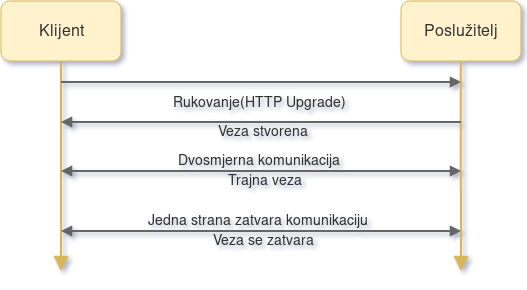 Klijent
Poslužitelj
Rukovanje(HTTP Upgrade)
Veza stvorena
Dvosmjerna komunikacija
Trajna veza
Jedna strana zatvara komunikaciju
Veza se zatvara